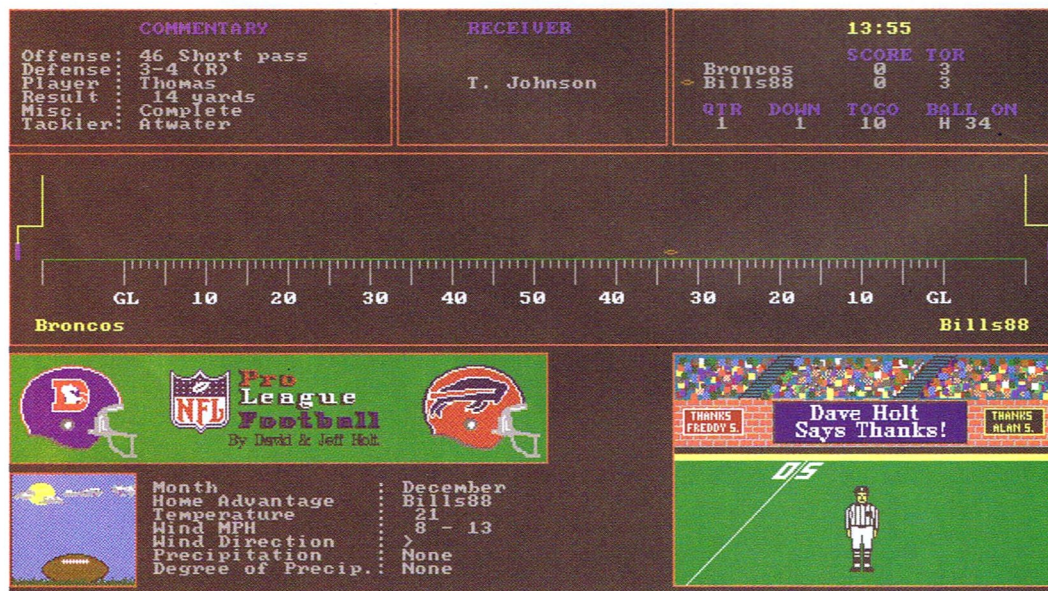 COMMENTARY
Offense: 46 Short pass
Defense: 3-4 (R)
Player : Thomas
Result : 14 yards
Misc. : Complete
Tackler: Atwater
RECEIVER
T. Johnson
13:55
SCORE TOR
Broncos 0 3
Bills88 0 3
QTR DOWN TOGO BALL ON
1 1 10 H 34
GL 10 20 30 40 50 40 30 20 10 GL
Broncos Bills88
D
NFL
Pro
League
Football
By David & Jeff Holt
THANKS
FREDDY S.
Dave Holt
Says Thanks!
THANKS
ALAN S.
05
Month : December
Home Advantage : Bills88
Temperature : 21
Wind MPH : 8 - 13
Wind Direction : >
Precipitation : None
Degree of Precip.: None